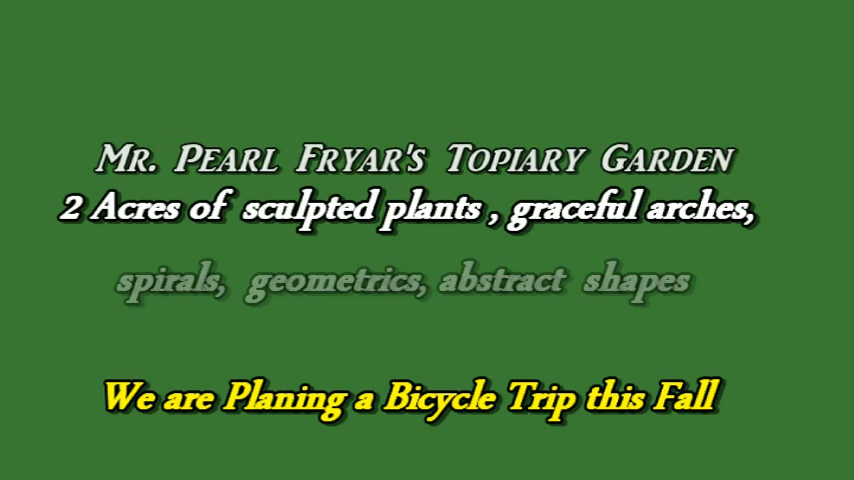 Mr. Pearl Fryar's Topiary Garden
2 Acres of sculpted plants , graceful arches,
spirals, geometrics, abstract shapes
We are Planing a Bicycle Trip this Fall